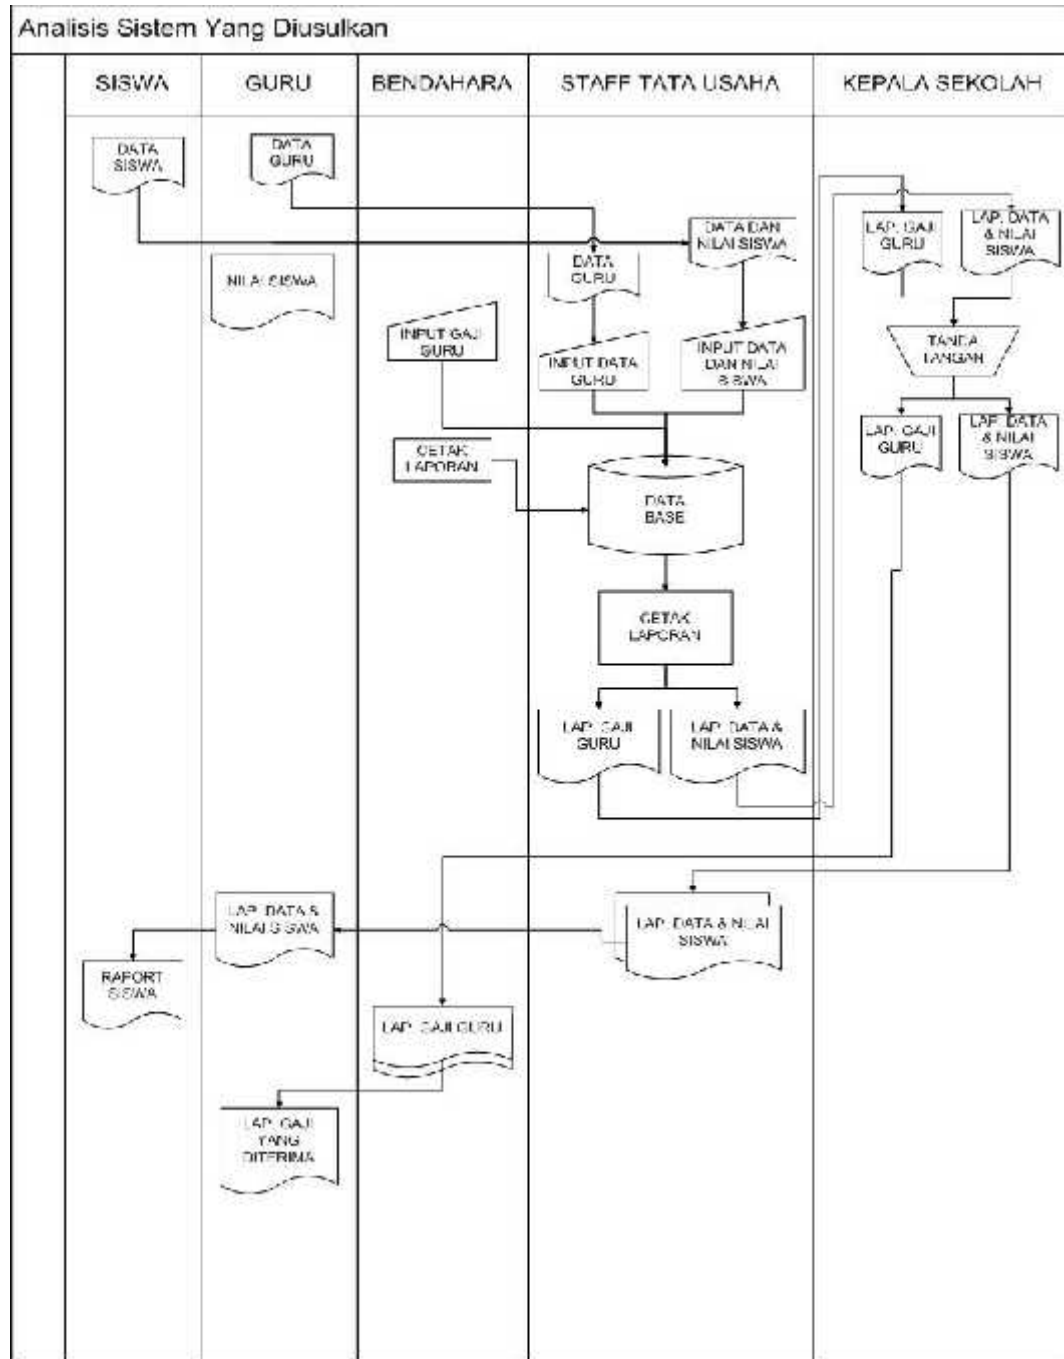 Analisis Sistem Yang Diusulkan
SISWA
GURU
BENDAHARA
STAFF TATA USAHA
KEPALA SEKOLAH
DATA
SISWA
DATA
GURU
NILAI SISWA
INPUT GAJI
GURU
CETAK
LAPORAN
DATA
GURU
DATA DAN
NILAI SISWA
INPUT DATA
GURU
INPUT DATA
DAN NILAI
SISWA
DATA
BASE
CETAK
LAPORAN
LAP. GAJI
GURU
LAP. DATA &
NILAI SISWA
LAP. GAJI
GURU
LAP. DATA
& NILAI
SISWA
TANDA
TANGAN
LAP. GAJI
GURU
LAP. DATA
& NILAI
SISWA
LAP. DATA & NILAI
SISWA
LAP. DATA &
NILAI SISWA
RAPORT
SISWA
LAP. GAJI GURU
LAP. GAJI
YANG
DITERIMA